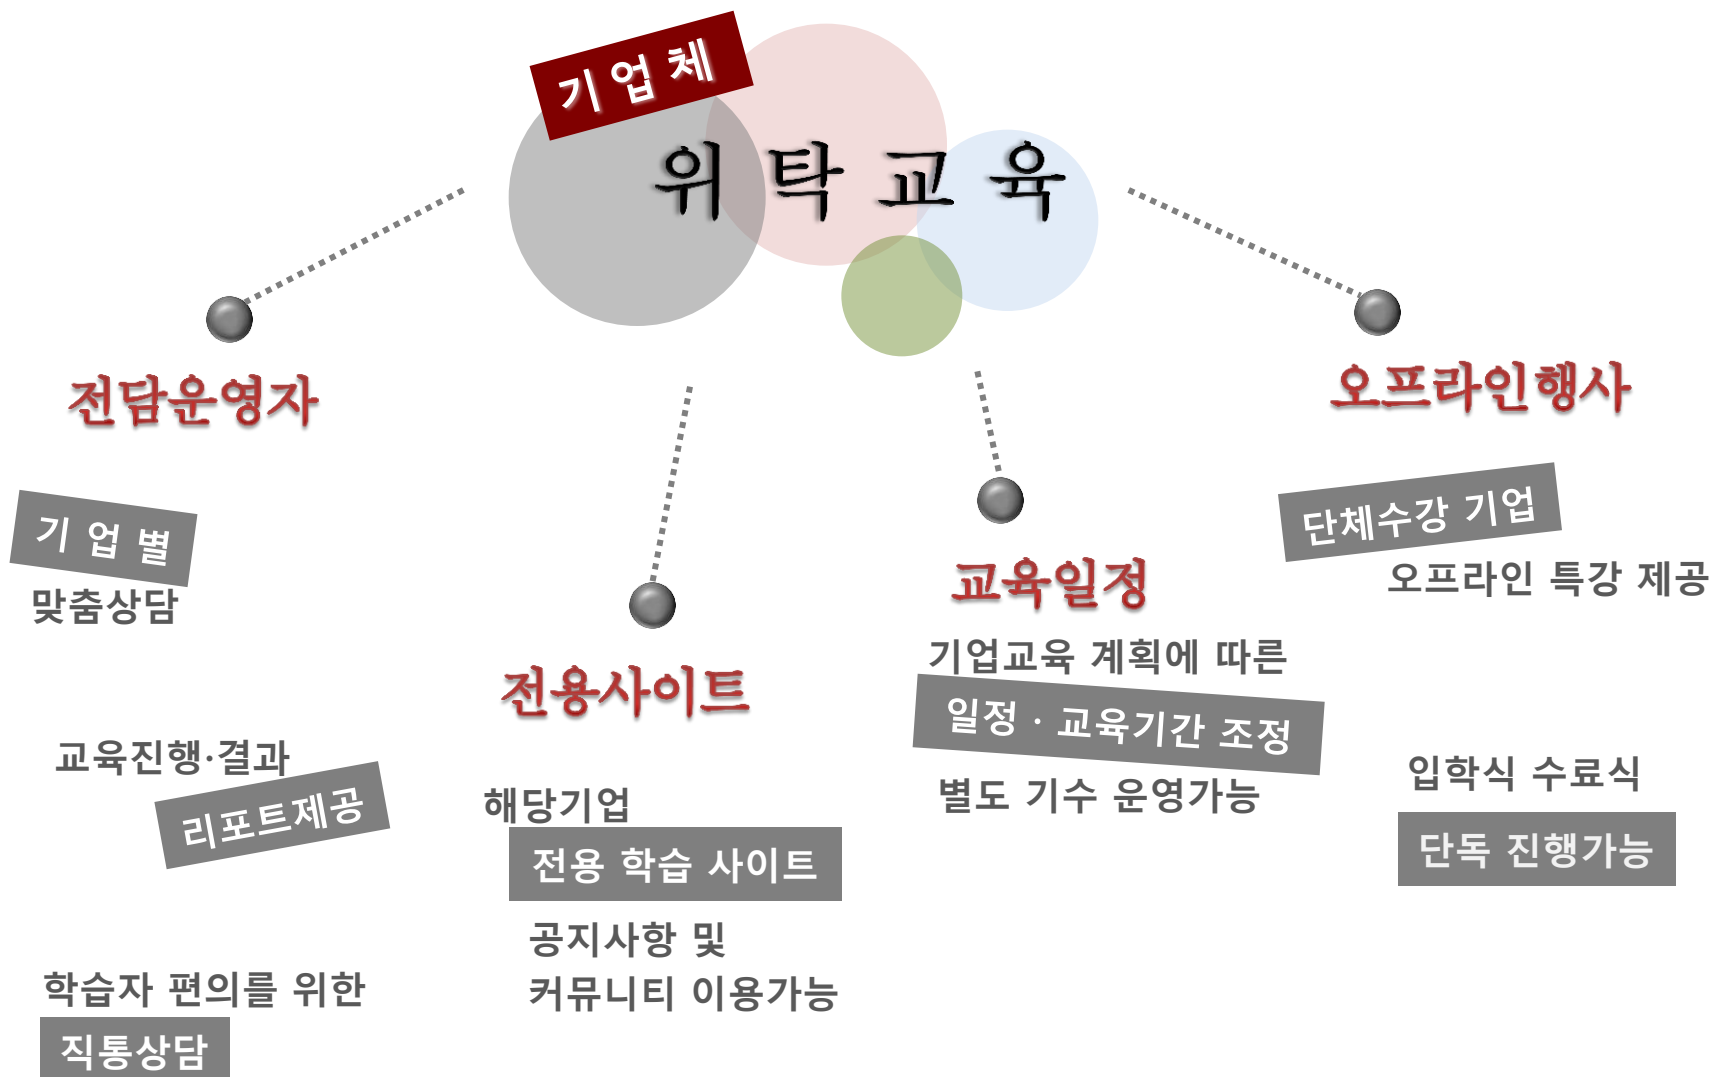 기업체
위탁교육
전담운영자
기업별
맞춤상담
교육진행·결과
리포트제공
학습자 편의를 위한
직통상담
전용사이트
해당기업
전용 학습 사이트
공지사항 및
커뮤니티 이용가능
교육일정
기업교육 계획에 따른
일정 · 교육기간 조정
별도 기수 운영가능
오프라인행사
단체수강 기업
오프라인 특강 제공
입학식 수료식
단독 진행가능